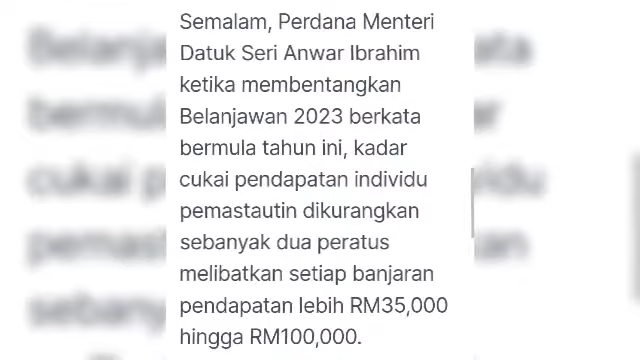 Semalam, Perdana Menteri
Datuk Seri Anwar Ibrahim
ketika membentangkan
Belanjawan 2023 berkata
bermula tahun ini, kadar
cukai pendapatan individu
pemastautin dikurangkan
sebanyak dua peratus
melibatkan setiap banjaran
pendapatan lebih RM35,000
hingga RM100,000.